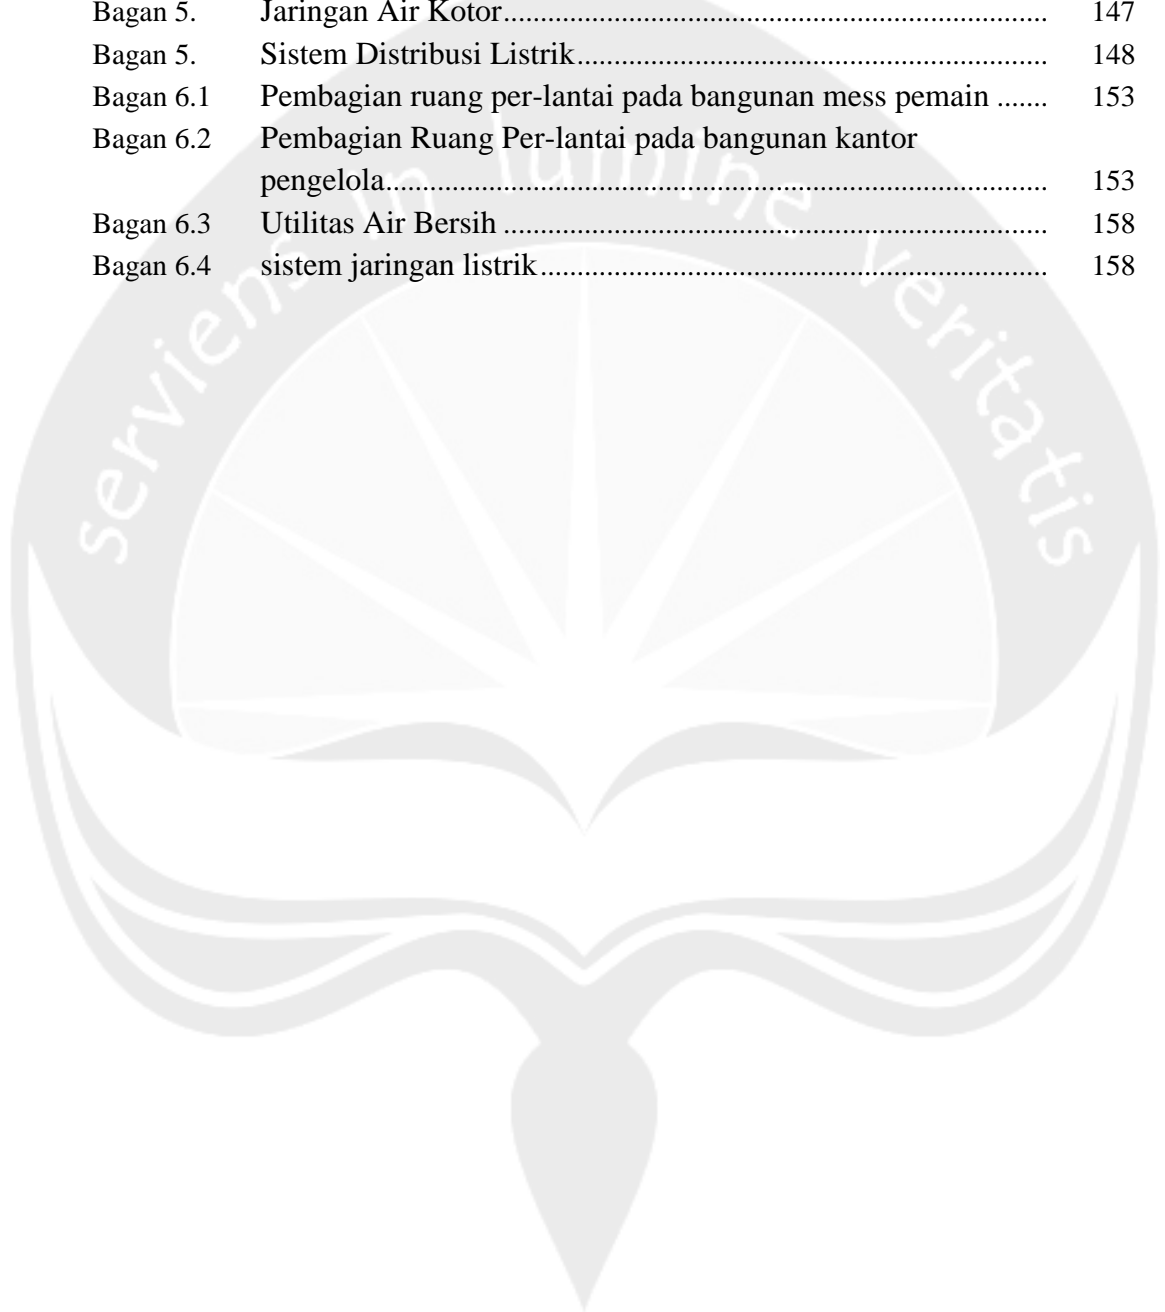 Bagan 5. Jaringan Air Kotor.......................................................................... 147
Bagan 5. Sistem Distribusi Listrik................................................................ 148
Bagan 6.1 Pembagian ruang per-lantai pada bangunan mess pemain ....... 153
Bagan 6.2 Pembagian Ruang Per-lantai pada bangunan kantor
pengelola.......................................................................................... 153
Bagan 6.3 Utilitas Air Bersih .......................................................................... 158
Bagan 6.4 sistem jaringan listrik..................................................................... 158
serviens in lumine veritatis